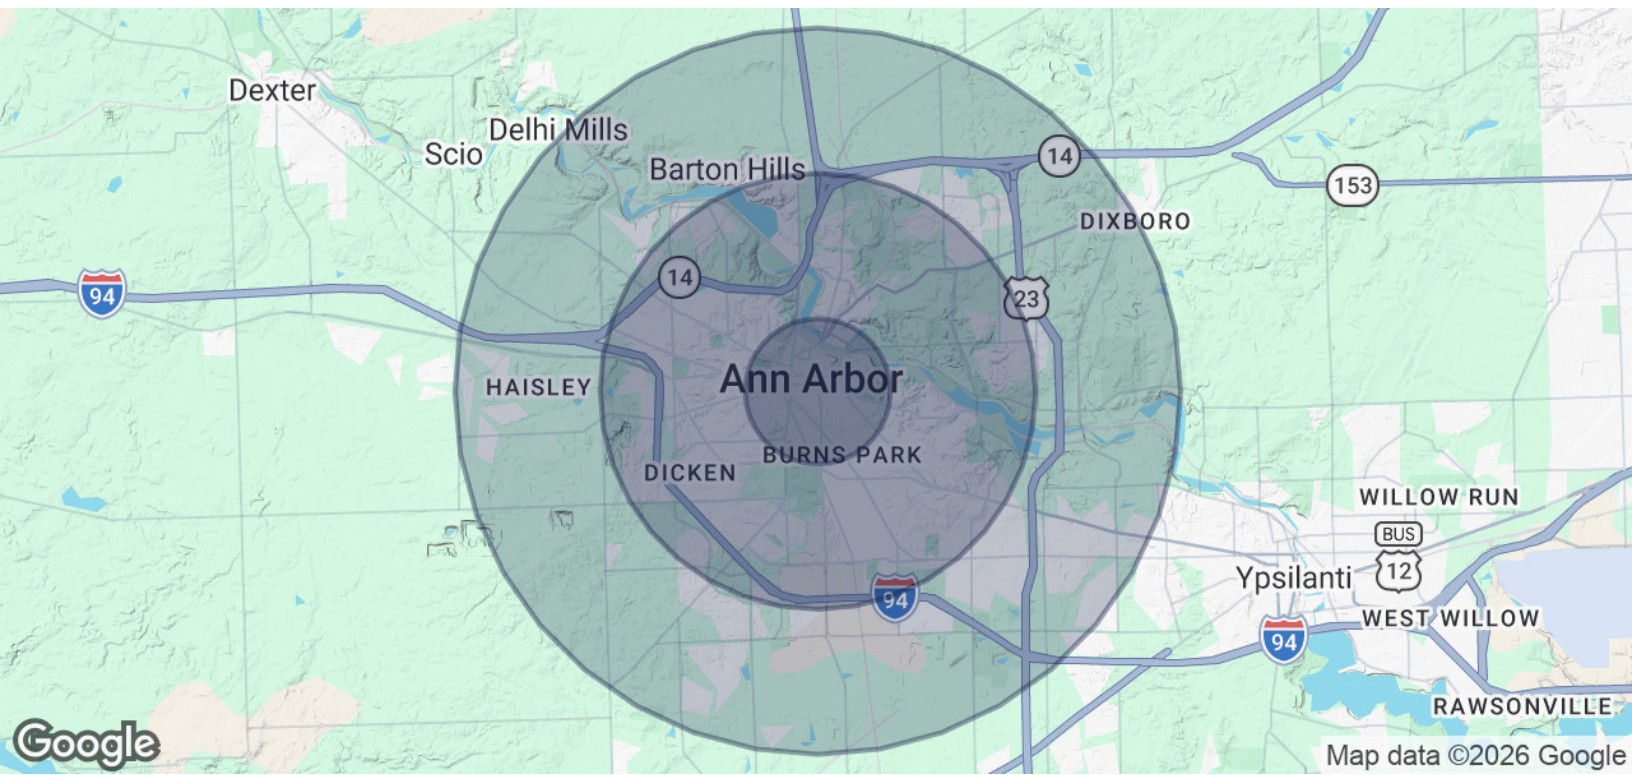 Dexter
Delhi Mills
Scio
Barton Hills
14
153
DIXBORO
14
94
23
Ann Arbor
HAISLEY
BURNS PARK
DICKEN
WILLOW RUN
BUS
12
Ypsilanti
94
WEST WILLOW
94
RAWSONVILLE
Google
Map data ©2026 Google